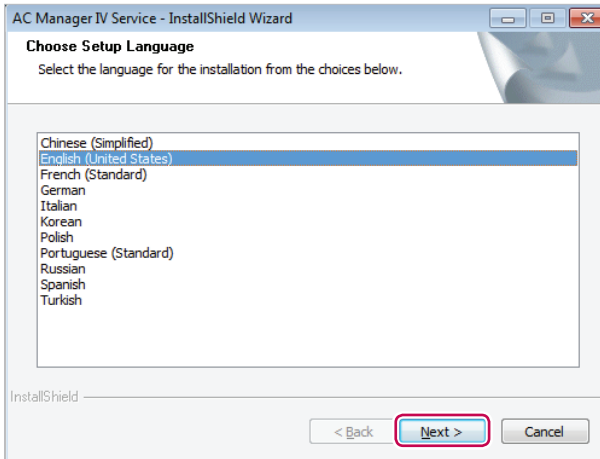 AC Manager IV Service - InstallShield Wizard
Choose Setup Language
Select the language for the installation from the choices below.
Chinese (Simplified)
English (United States)
French (Standard)
German
Italian
Korean
Polish
Portuguese (Standard)
Russian
Spanish
Turkish
InstallShield
< Back Next > Cancel